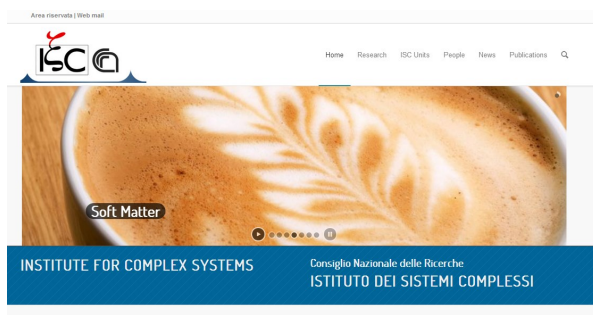 Area riservata | Web mail
ISC
Home Research ISC Units People News Publications
Soft Matter
INSTITUTE FOR COMPLEX SYSTEMS
Consiglio Nazionale delle Ricerche
ISTITUTO DEI SISTEMI COMPLESSI